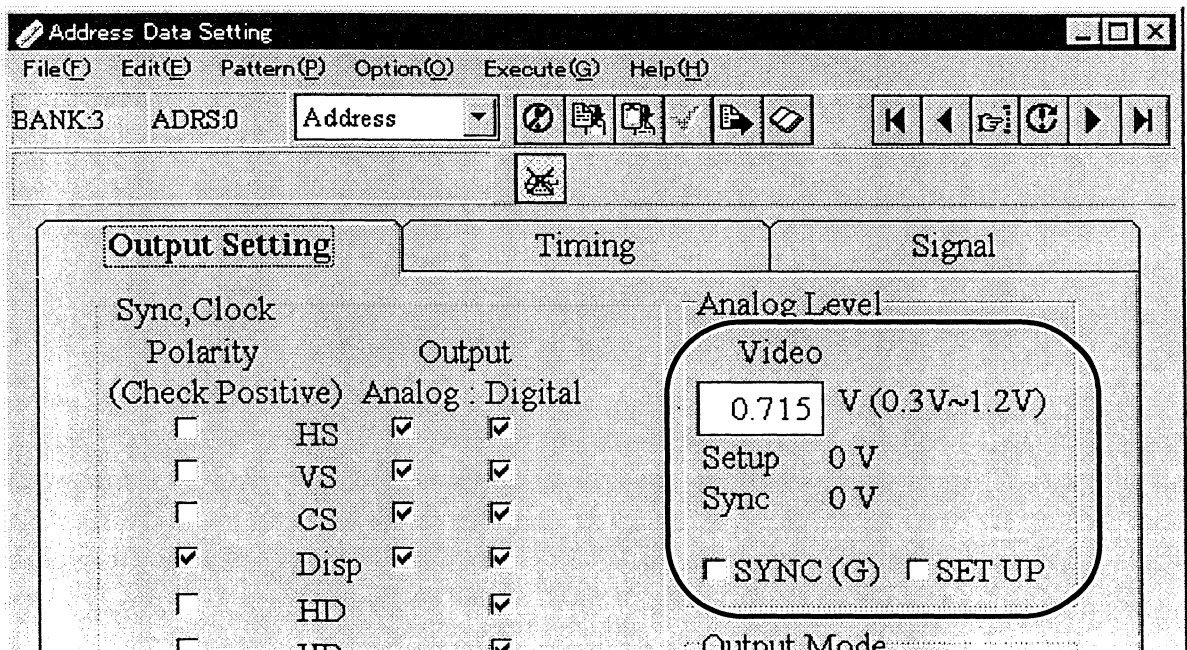 Address Data Setting
File(F) Edit(E) Pattern(P) Option(O) Execute(G) Help(H)
BANK:3 ADRS:0 Address
Output Setting Timing Signal
Sync,Clock
Polarity Output
(Check Positive) Analog : Digital
HS
VS
CS
Disp
HD
Analog Level
Video
0.715 V (0.3V~1.2V)
Setup 0 V
Sync 0 V
SYNC (G) SET UP
Output Mode